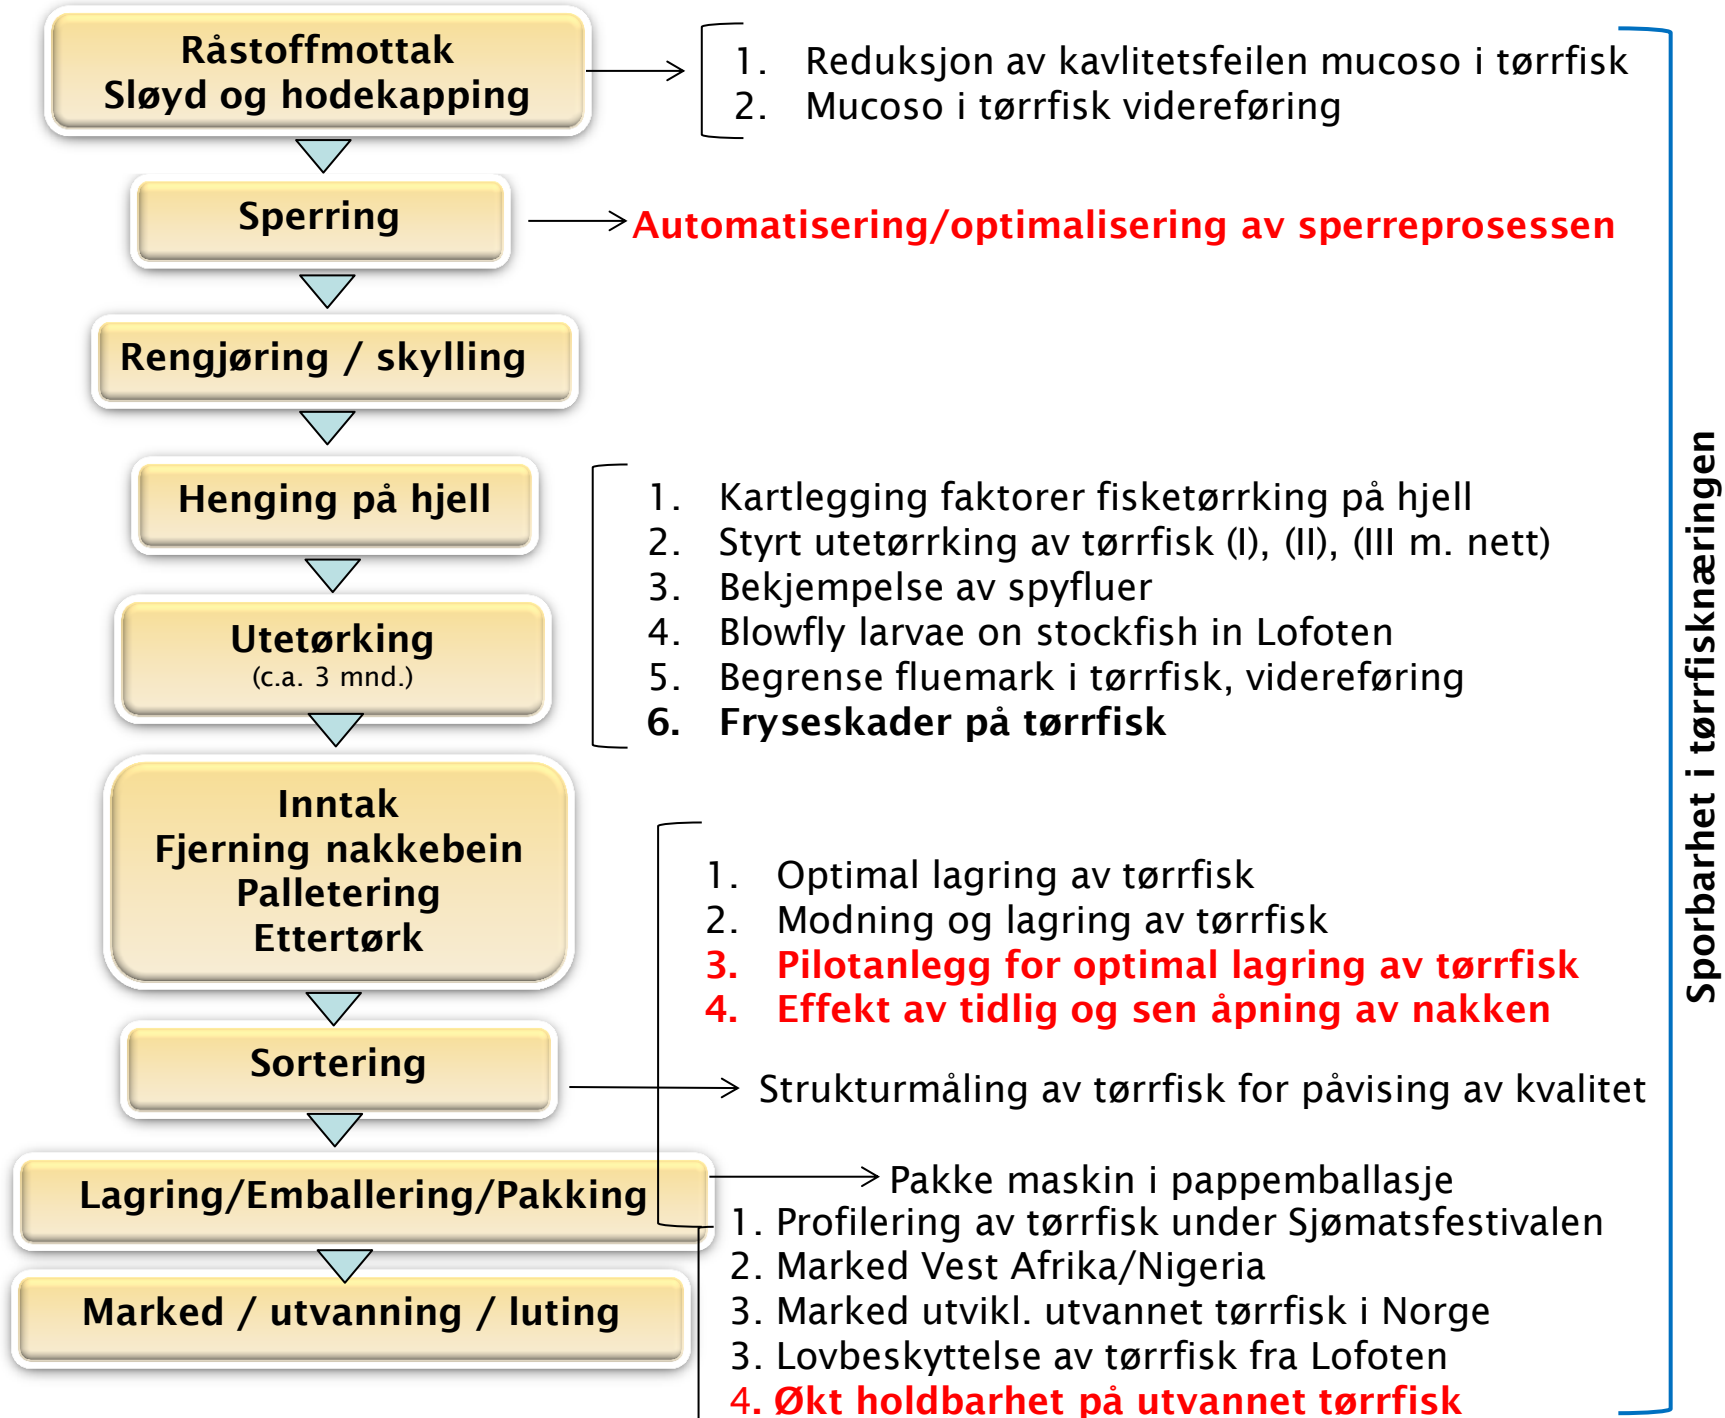 Råstoffmottak
Sløyd og hodekapping
1. Reduksjon av kavlitetsfeilen mucoso i tørrfisk
2. Mucoso i tørrfisk videreføring
Sperring
Automatisering/optimalisering av sperreprosessen
Rengjøring / skylling
Henging på hjell
1. Kartlegging faktorer fisketørrking på hjell
2. Styrt utetørrking av tørrfisk (I), (II), (III m. nett)
3. Bekjempelse av spyfluer
4. Blowfly larvae on stockfish in Lofoten
5. Begrense fluemark i tørrfisk, videreføring
6. Fryseskader på tørrfisk
Utetørking
(c.a. 3 mnd.)
Inntak
Fjerning nakkebein
Palletering
Ettertørk
1. Optimal lagring av tørrfisk
2. Modning og lagring av tørrfisk
3. Pilotanlegg for optimal lagring av tørrfisk
4. Effekt av tidlig og sen åpning av nakken
Sortering
Strukturmåling av tørrfisk for påvising av kvalitet
Lagring/Emballering/Pakking
Pakke maskin i pappemballasje
1. Profilering av tørrfisk under Sjømatsfestivalen
2. Marked Vest Afrika/Nigeria
3. Marked utvikl. utvannet tørrfisk i Norge
3. Lovbeskyttelse av tørrfisk fra Lofoten
4. Økt holdbarhet på utvannet tørrfisk
Marked / utvanning / luting
Sporbarhet i tørrfisknæringen